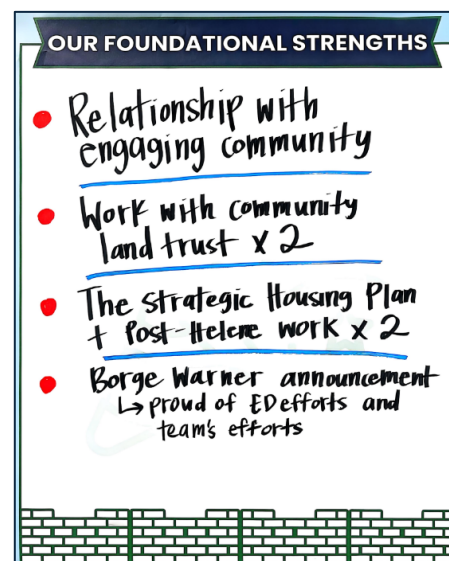 OUR FOUNDATIONAL STRENGTHS
Relationship with
engaging community
Work with community
land trust x 2
The Strategic Housing Plan
+ Post-Helene work x 2
Borge Warner announcement
↳ proud of ED efforts and
team's efforts